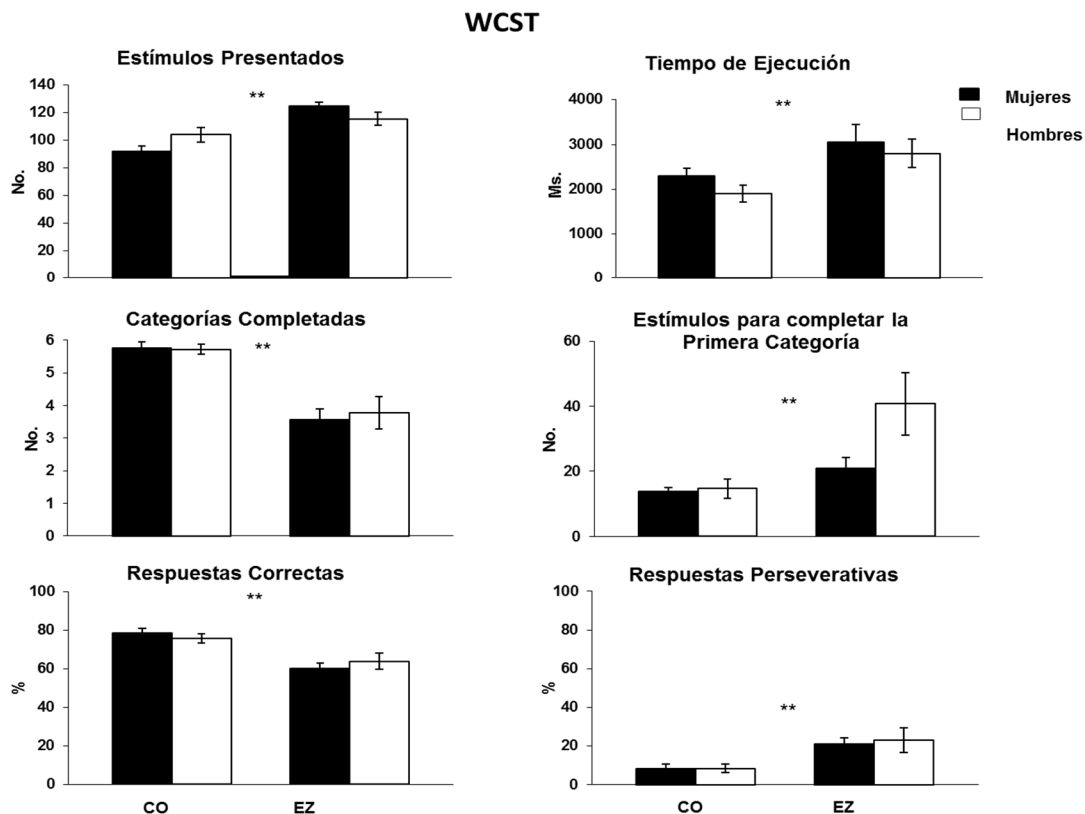 WCST
Estímulos Presentados
**
140
120
100
80
60
40
20
0
No.
Tiempo de Ejecución
**
4000
3000
2000
1000
0
Ms.
Mujeres
Hombres
Categorías Completadas
**
6
5
4
3
2
1
0
No.
Estímulos para completar la
Primera Categoría
**
60
40
20
0
No.
Respuestas Correctas
**
100
80
60
40
20
0
%
CO EZ
Respuestas Perseverativas
**
100
80
60
40
20
0
%
CO EZ